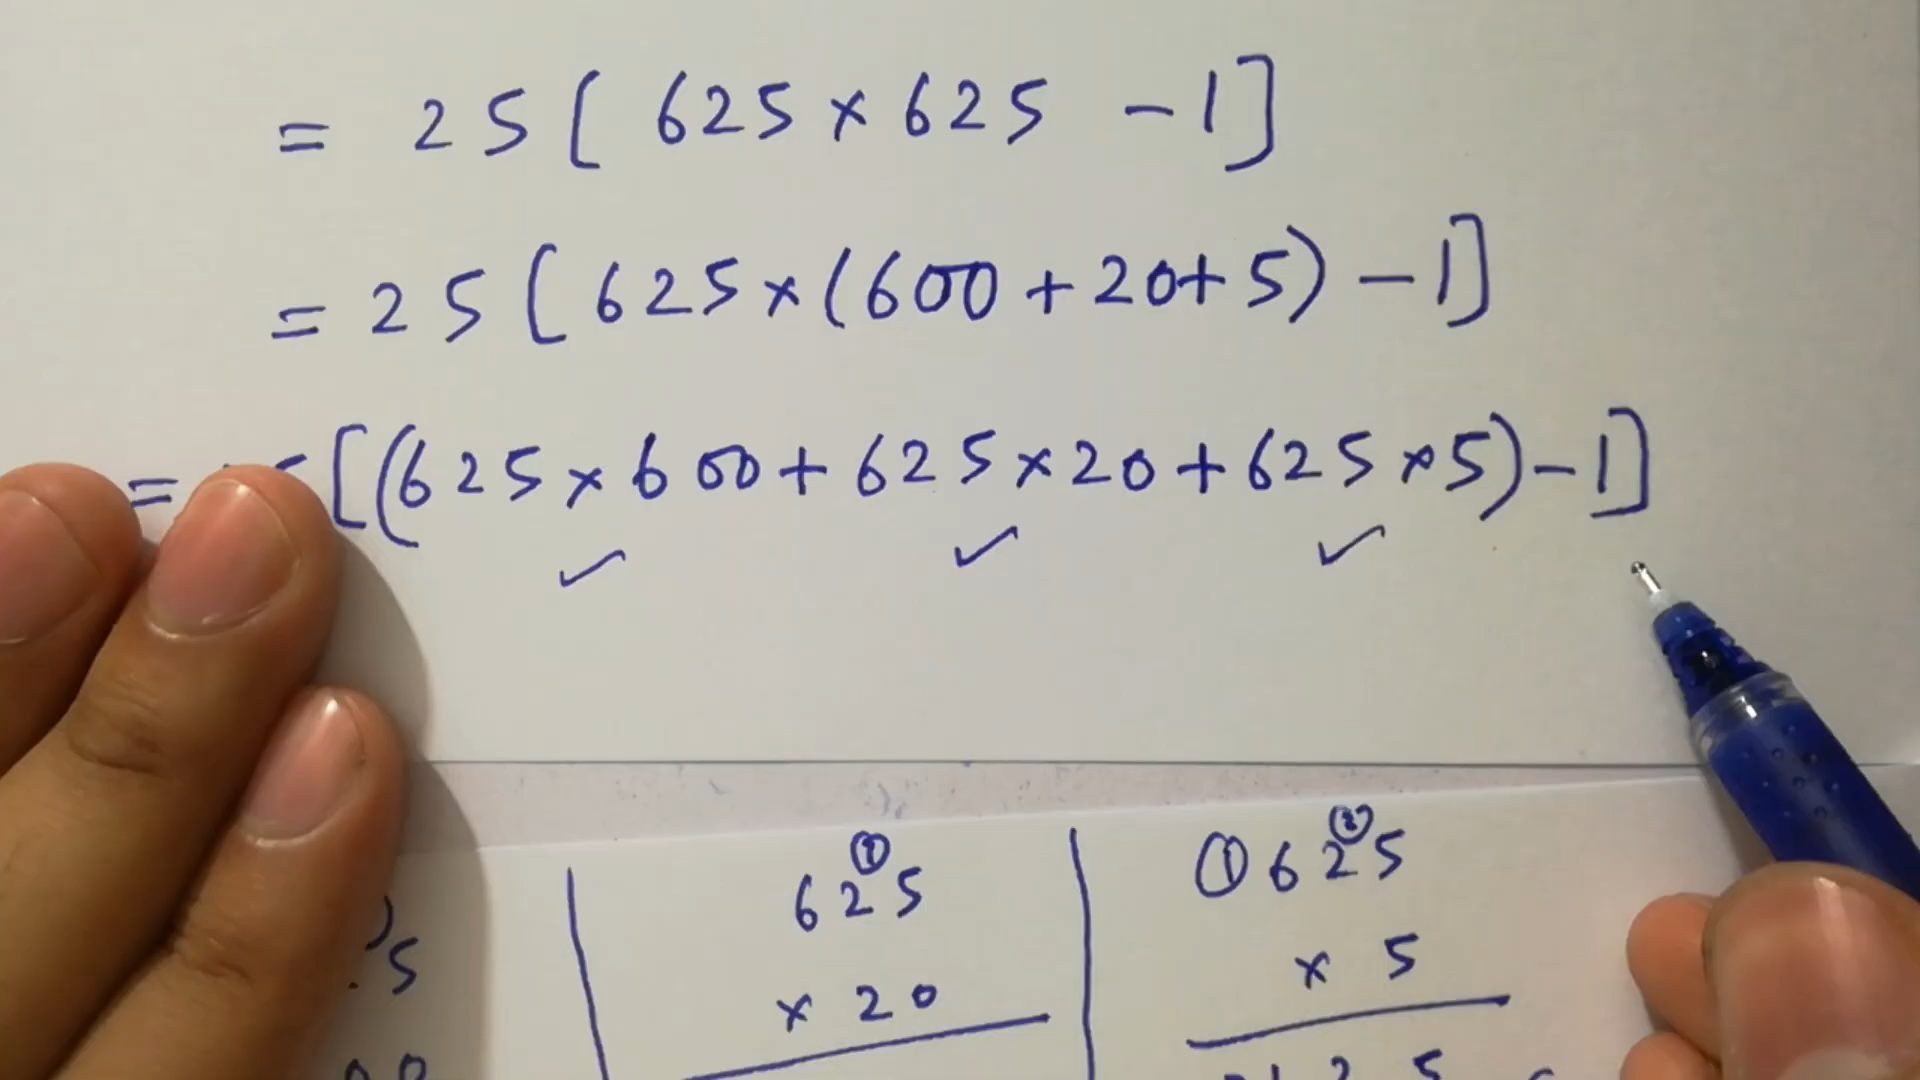 = 25 [ 625 × 625 - 1 ]
= 25 [ 625 × ( 600 + 20 + 5 ) - 1 ]
= [ ( 625 × 600 + 625 × 20 + 625 × 5 ) - 1 ]
✓ ✓ ✓
① ②
625 ① 625
5 × 20 × 5